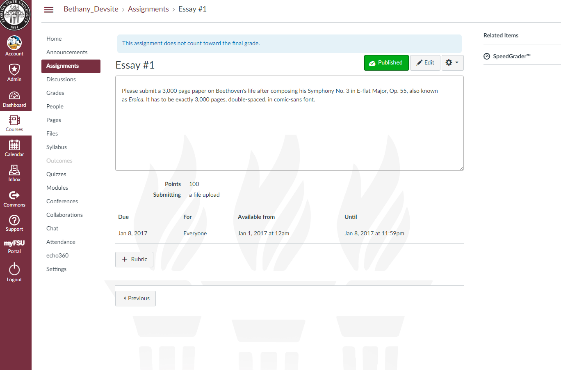 Bethany_Devsite > Assignments > Essay #1
Related Items
SpeedGrader™
Account
Admin
Dashboard
Courses
Calendar
Inbox
Commons
Support
myFSU
Portal
Logout
Home
Announcements
Assignments
Discussions
Grades
People
Pages
Files
Syllabus
Outcomes
Quizzes
Modules
Conferences
Collaborations
Chat
Attendance
echo360
Settings
This assignment does not count toward the final grade.
Essay #1
Published
Edit
Please submit a 3,000 page paper on Beethoven's life after composing his Symphony No. 3 in E-flat Major, Op. 55, also known
as Eroica. It has to be exactly 3,000 pages, double-spaced, in comic-sans font.
Points 100
Submitting a file upload
Due For Available from Until
Jan 8, 2017 Everyone Jan 1, 2017 at 12am Jan 8, 2017 at 11:59pm
+ Rubric
« Previous